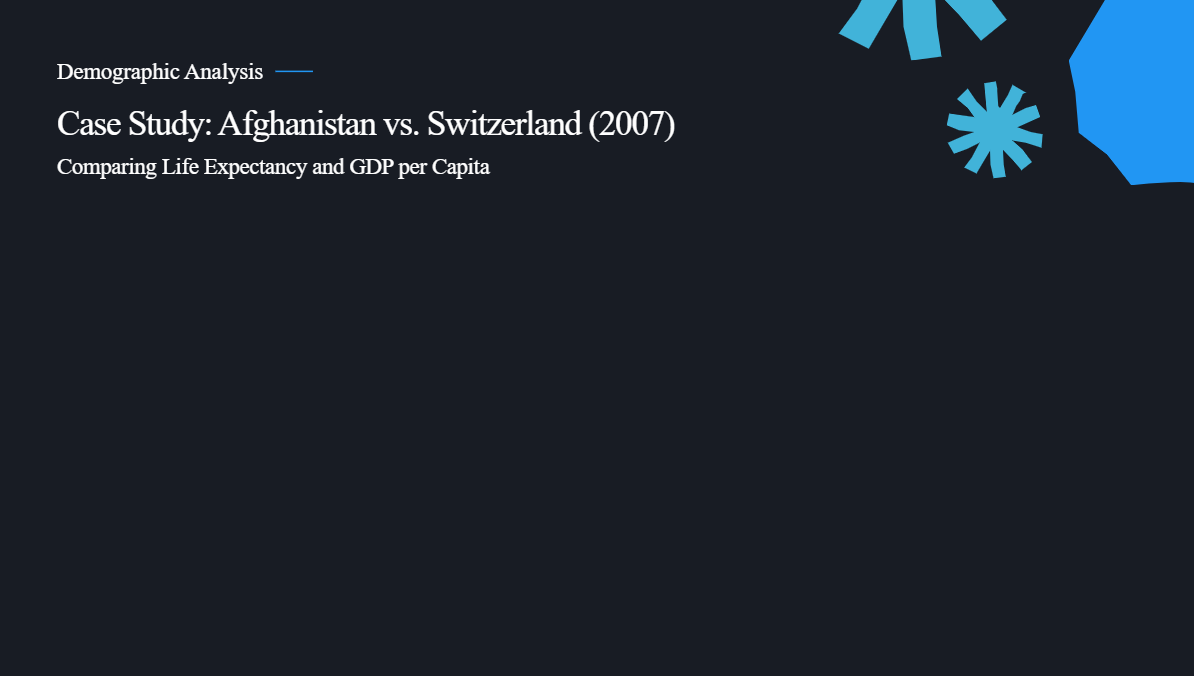 Demographic Analysis
Case Study: Afghanistan vs. Switzerland (2007)
Comparing Life Expectancy and GDP per Capita